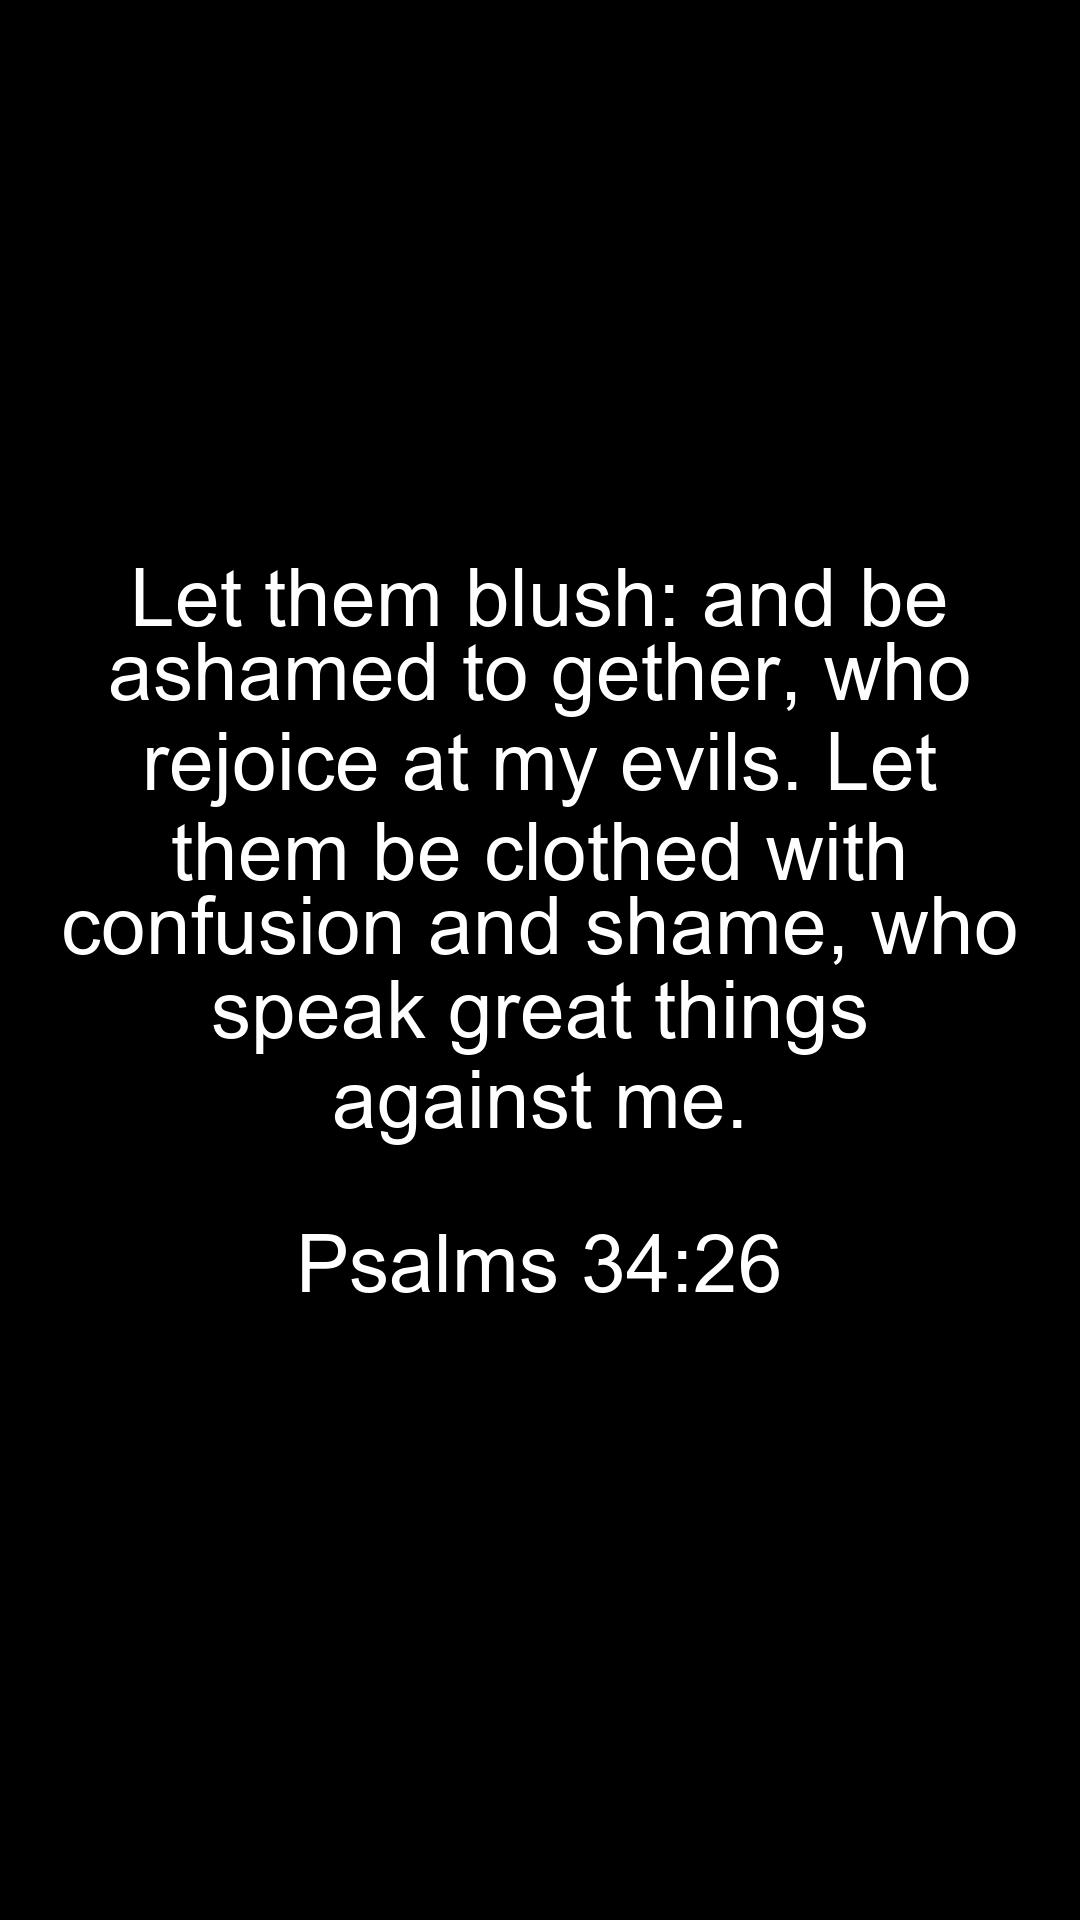 Let them blush: and be
ashamed to gether, who
rejoice at my evils. Let
them be clothed with
confusion and shame, who
speak great things
against me.
Psalms 34:26